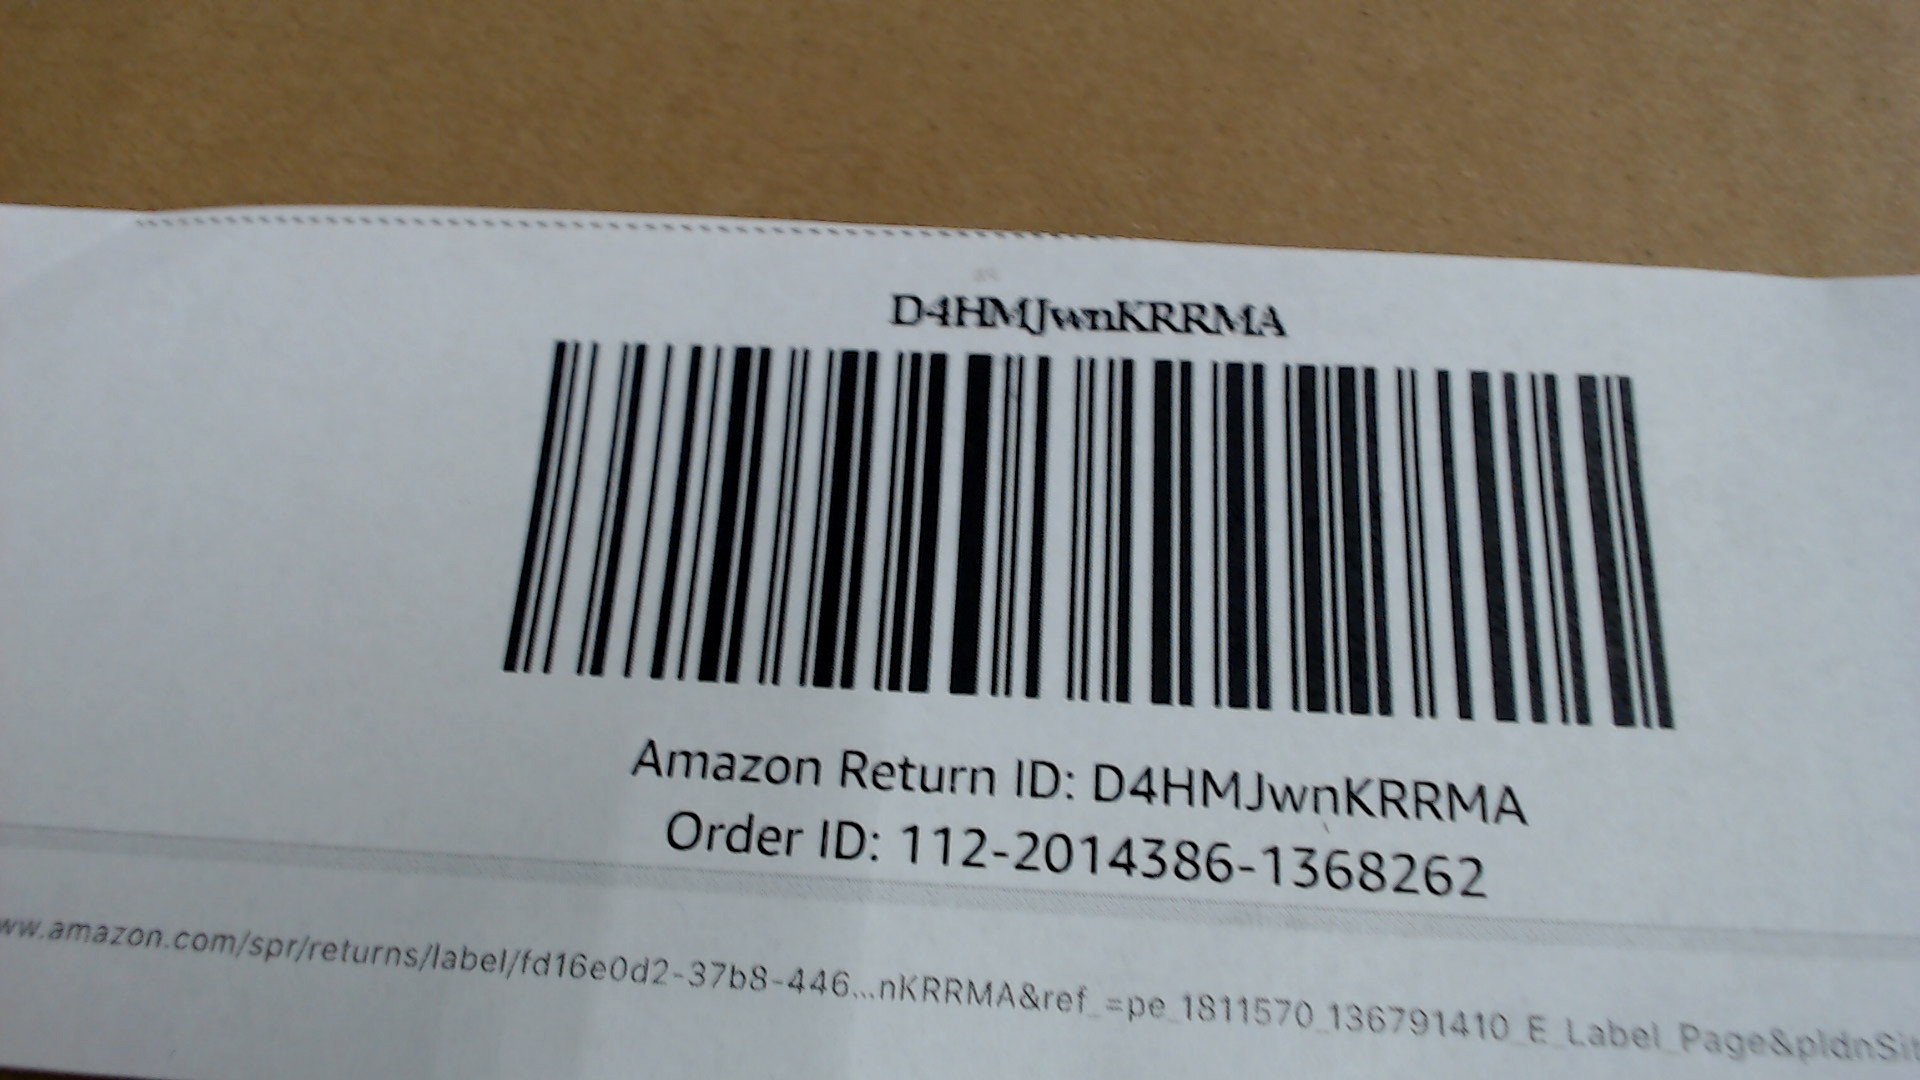 D4HMJwnKRRMA
Amazon Return ID: D4HMJwnKRRMA
Order ID: 112-2014386-1368262
ww.amazon.com/spr/returns/label/fd16e0d2-37b8-446...nKRRMA&ref_=pe_1811570_136791410_E_Label_Page&pldnSit